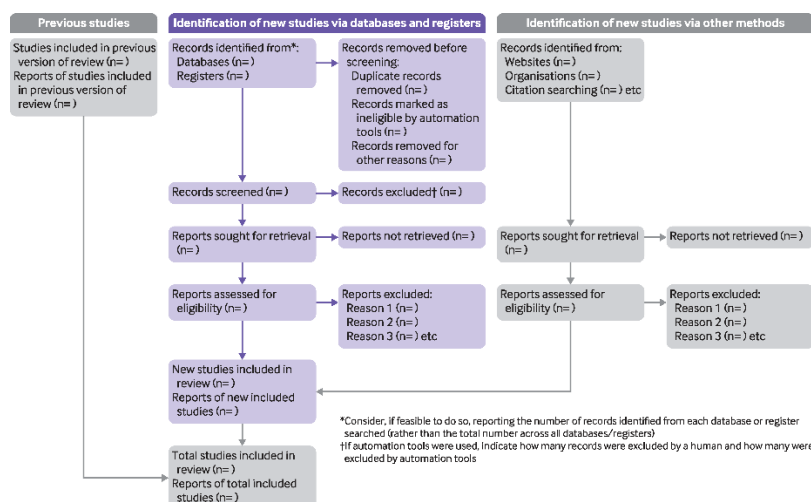 Previous studies
Identification of new studies via databases and registers
Identification of new studies via other methods
Studies included in previous
version of review (n= )
Reports of studies included
in previous version of
review (n= )
Records identified from*:
Databases (n= )
Registers (n= )
Records removed before
screening:
Duplicate records
removed (n= )
Records marked as
ineligible by automation
tools (n= )
Records removed for
other reasons (n= )
Records identified from:
Websites (n= )
Organisations (n= )
Citation searching (n= ) etc
Records screened (n= )
Records excluded† (n= )
Reports sought for retrieval
(n= )
Reports not retrieved (n= )
Reports sought for retrieval
(n= )
Reports not retrieved (n= )
Reports assessed for
eligibility (n= )
Reports excluded:
Reason 1 (n= )
Reason 2 (n= )
Reason 3 (n= ) etc
Reports assessed for
eligibility (n= )
Reports excluded:
Reason 1 (n= )
Reason 2 (n= )
Reason 3 (n= ) etc
New studies included in
review (n= )
Reports of new included
studies (n= )
Total studies included in
review (n= )
Reports of total included
studies (n= )
*Consider, if feasible to do so, reporting the number of records identified from each database or register
searched (rather than the total number across all databases/registers)
†If automation tools were used, indicate how many records were excluded by a human and how many were
excluded by automation tools